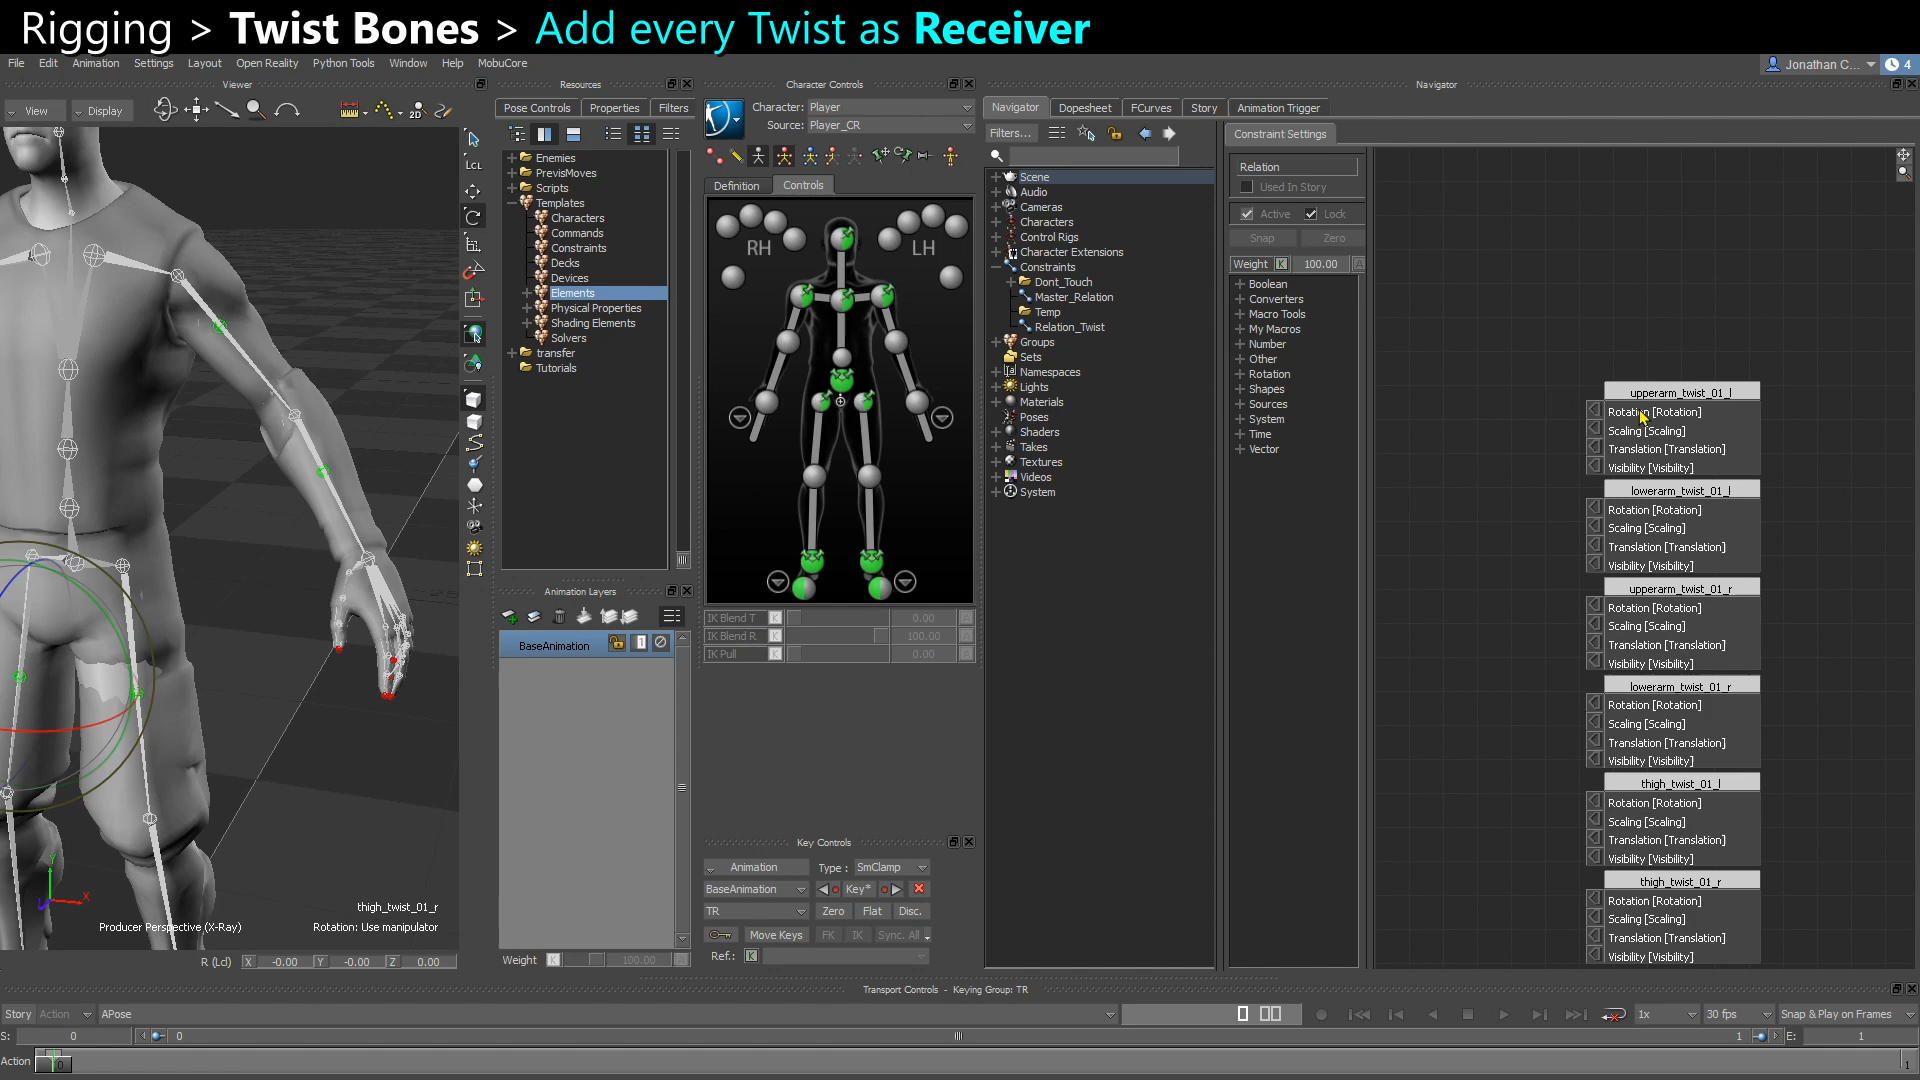 Rigging > Twist Bones > Add every Twist as Receiver
File Edit Animation Settings Layout Open Reality Python Tools Window Help MobuCore
Jonathan C... 4
Viewer
View Display
2D
LCL
thigh_twist_01_r
Producer Perspective (X-Ray) Rotation: Use manipulator
Y
X
R (Lcl) X -0.00 Y -0.00 Z 0.00
Resources
Pose Controls Properties Filters
Enemies
PrevisMoves
Scripts
Templates
Characters
Commands
Constraints
Decks
Devices
Elements
Physical Properties
Shading Elements
Solvers
transfer
Tutorials
Animation Layers
BaseAnimation 1
Weight K 100.00 A
Character Controls
Character: Player
Source: Player_CR
Definition Controls
RH LH
IK Blend T K 0.00 A
IK Blend R K 100.00 A
IK Pull K 0.00 A
Key Controls
Animation Type : SmClamp
BaseAnimation Key*
TR Zero Flat Disc.
Move Keys FK IK Sync. All
Ref.: K
Navigator
Navigator Dopesheet FCurves Story Animation Trigger
Filters...
Scene
Audio
Cameras
Characters
Control Rigs
Character Extensions
Constraints
Dont_Touch
Master_Relation
Temp
Relation_Twist
Groups
Sets
Namespaces
Lights
Materials
Poses
Shaders
Takes
Textures
Videos
System
Constraint Settings
Relation
Used In Story
Active Lock
Snap Zero
Weight K 100.00 A
Boolean
Converters
Macro Tools
My Macros
Number
Other
Rotation
Shapes
Sources
System
Time
Vector
upperarm_twist_01_l
Rotation [Rotation]
Scaling [Scaling]
Translation [Translation]
Visibility [Visibility]
lowerarm_twist_01_l
Rotation [Rotation]
Scaling [Scaling]
Translation [Translation]
Visibility [Visibility]
upperarm_twist_01_r
Rotation [Rotation]
Scaling [Scaling]
Translation [Translation]
Visibility [Visibility]
lowerarm_twist_01_r
Rotation [Rotation]
Scaling [Scaling]
Translation [Translation]
Visibility [Visibility]
thigh_twist_01_l
Rotation [Rotation]
Scaling [Scaling]
Translation [Translation]
Visibility [Visibility]
thigh_twist_01_r
Rotation [Rotation]
Scaling [Scaling]
Translation [Translation]
Visibility [Visibility]
Transport Controls - Keying Group: TR
Story Action APose 1x 30 fps Snap & Play on Frames
S: 0 0 1 E: 1
Action 0 1